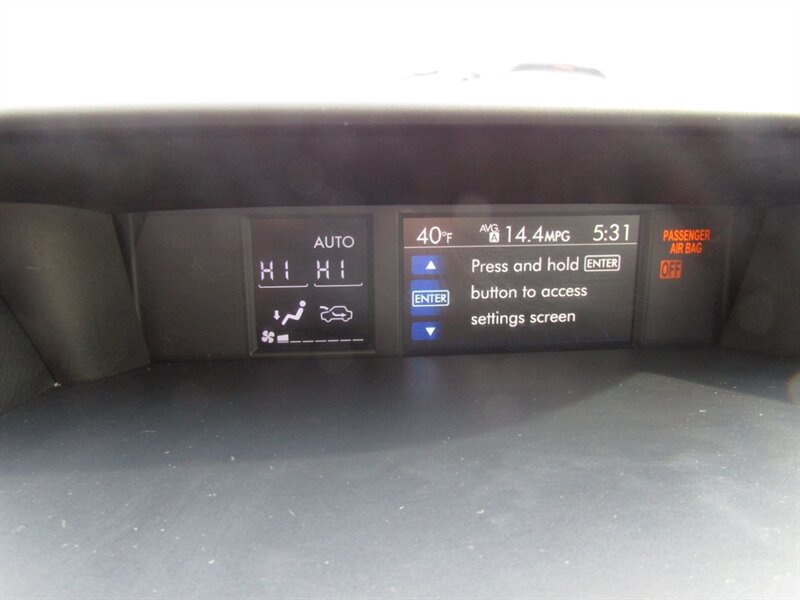 AUTO
HI HI
40°F AVG A 14.4MPG 5:31
Press and hold ENTER
button to access
settings screen
ENTER
PASSENGER
AIR BAG
OFF